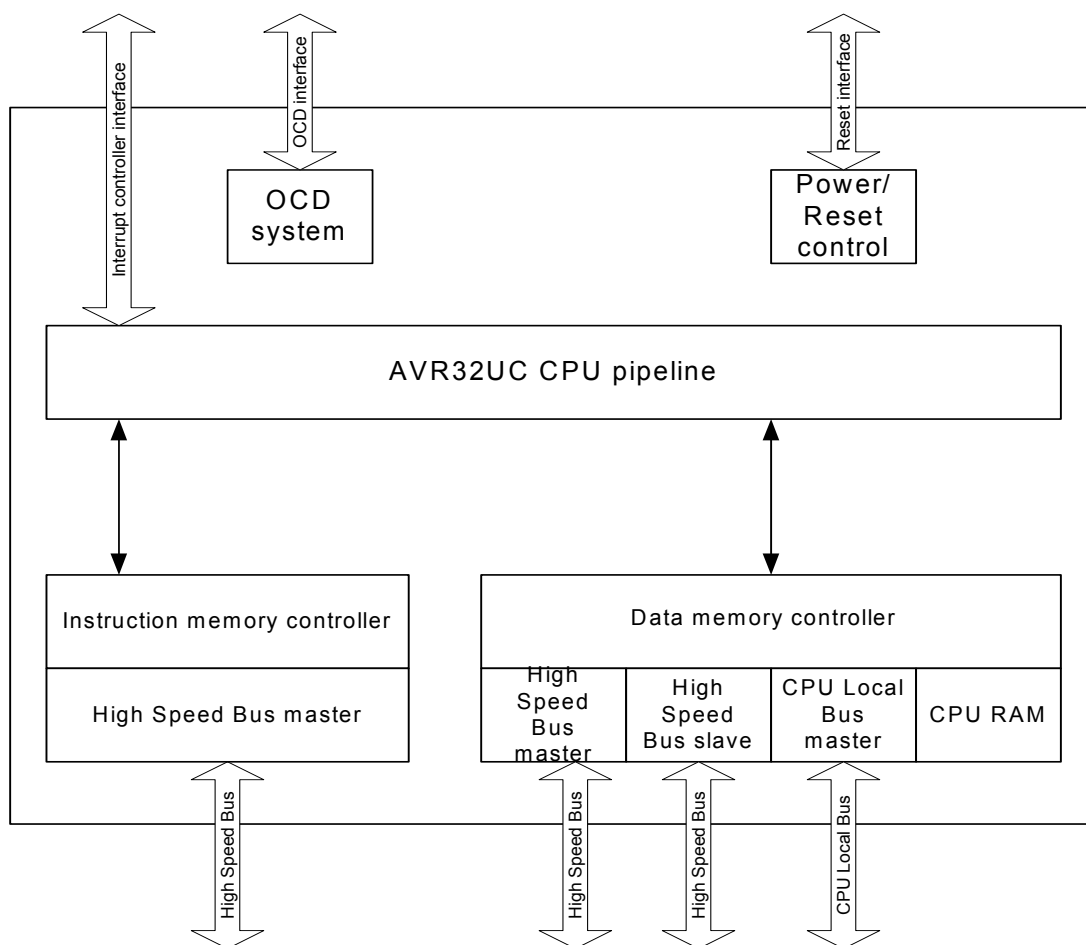 Interrupt controller interface
OCD interface
Reset interface
OCD
system
Power/
Reset
control
AVR32UC CPU pipeline
Instruction memory controller
High Speed Bus master
Data memory controller
High
Speed
Bus
master
High
Speed
Bus slave
CPU Local
Bus
master
CPU RAM
High Speed Bus
High Speed Bus
High Speed Bus
CPU Local Bus